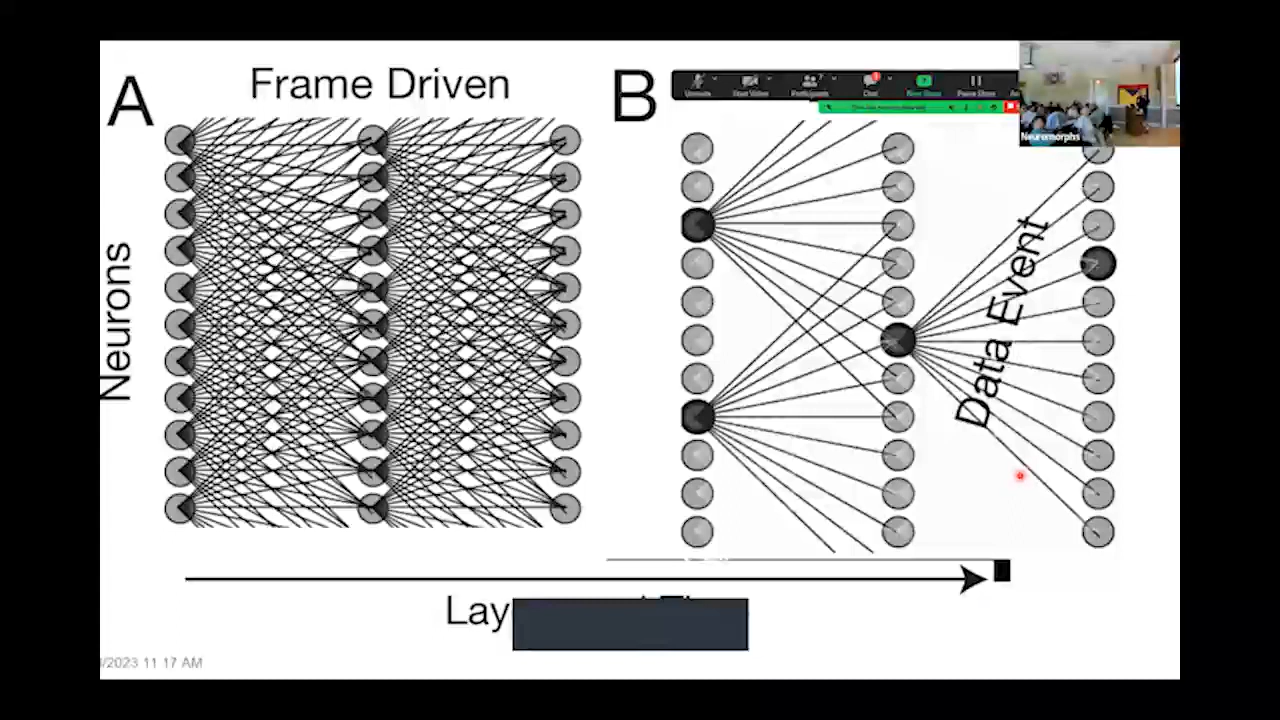 A
Frame Driven
B
Neuromorphs
Neurons
Data Event
Lay
/2023 11 17 AM